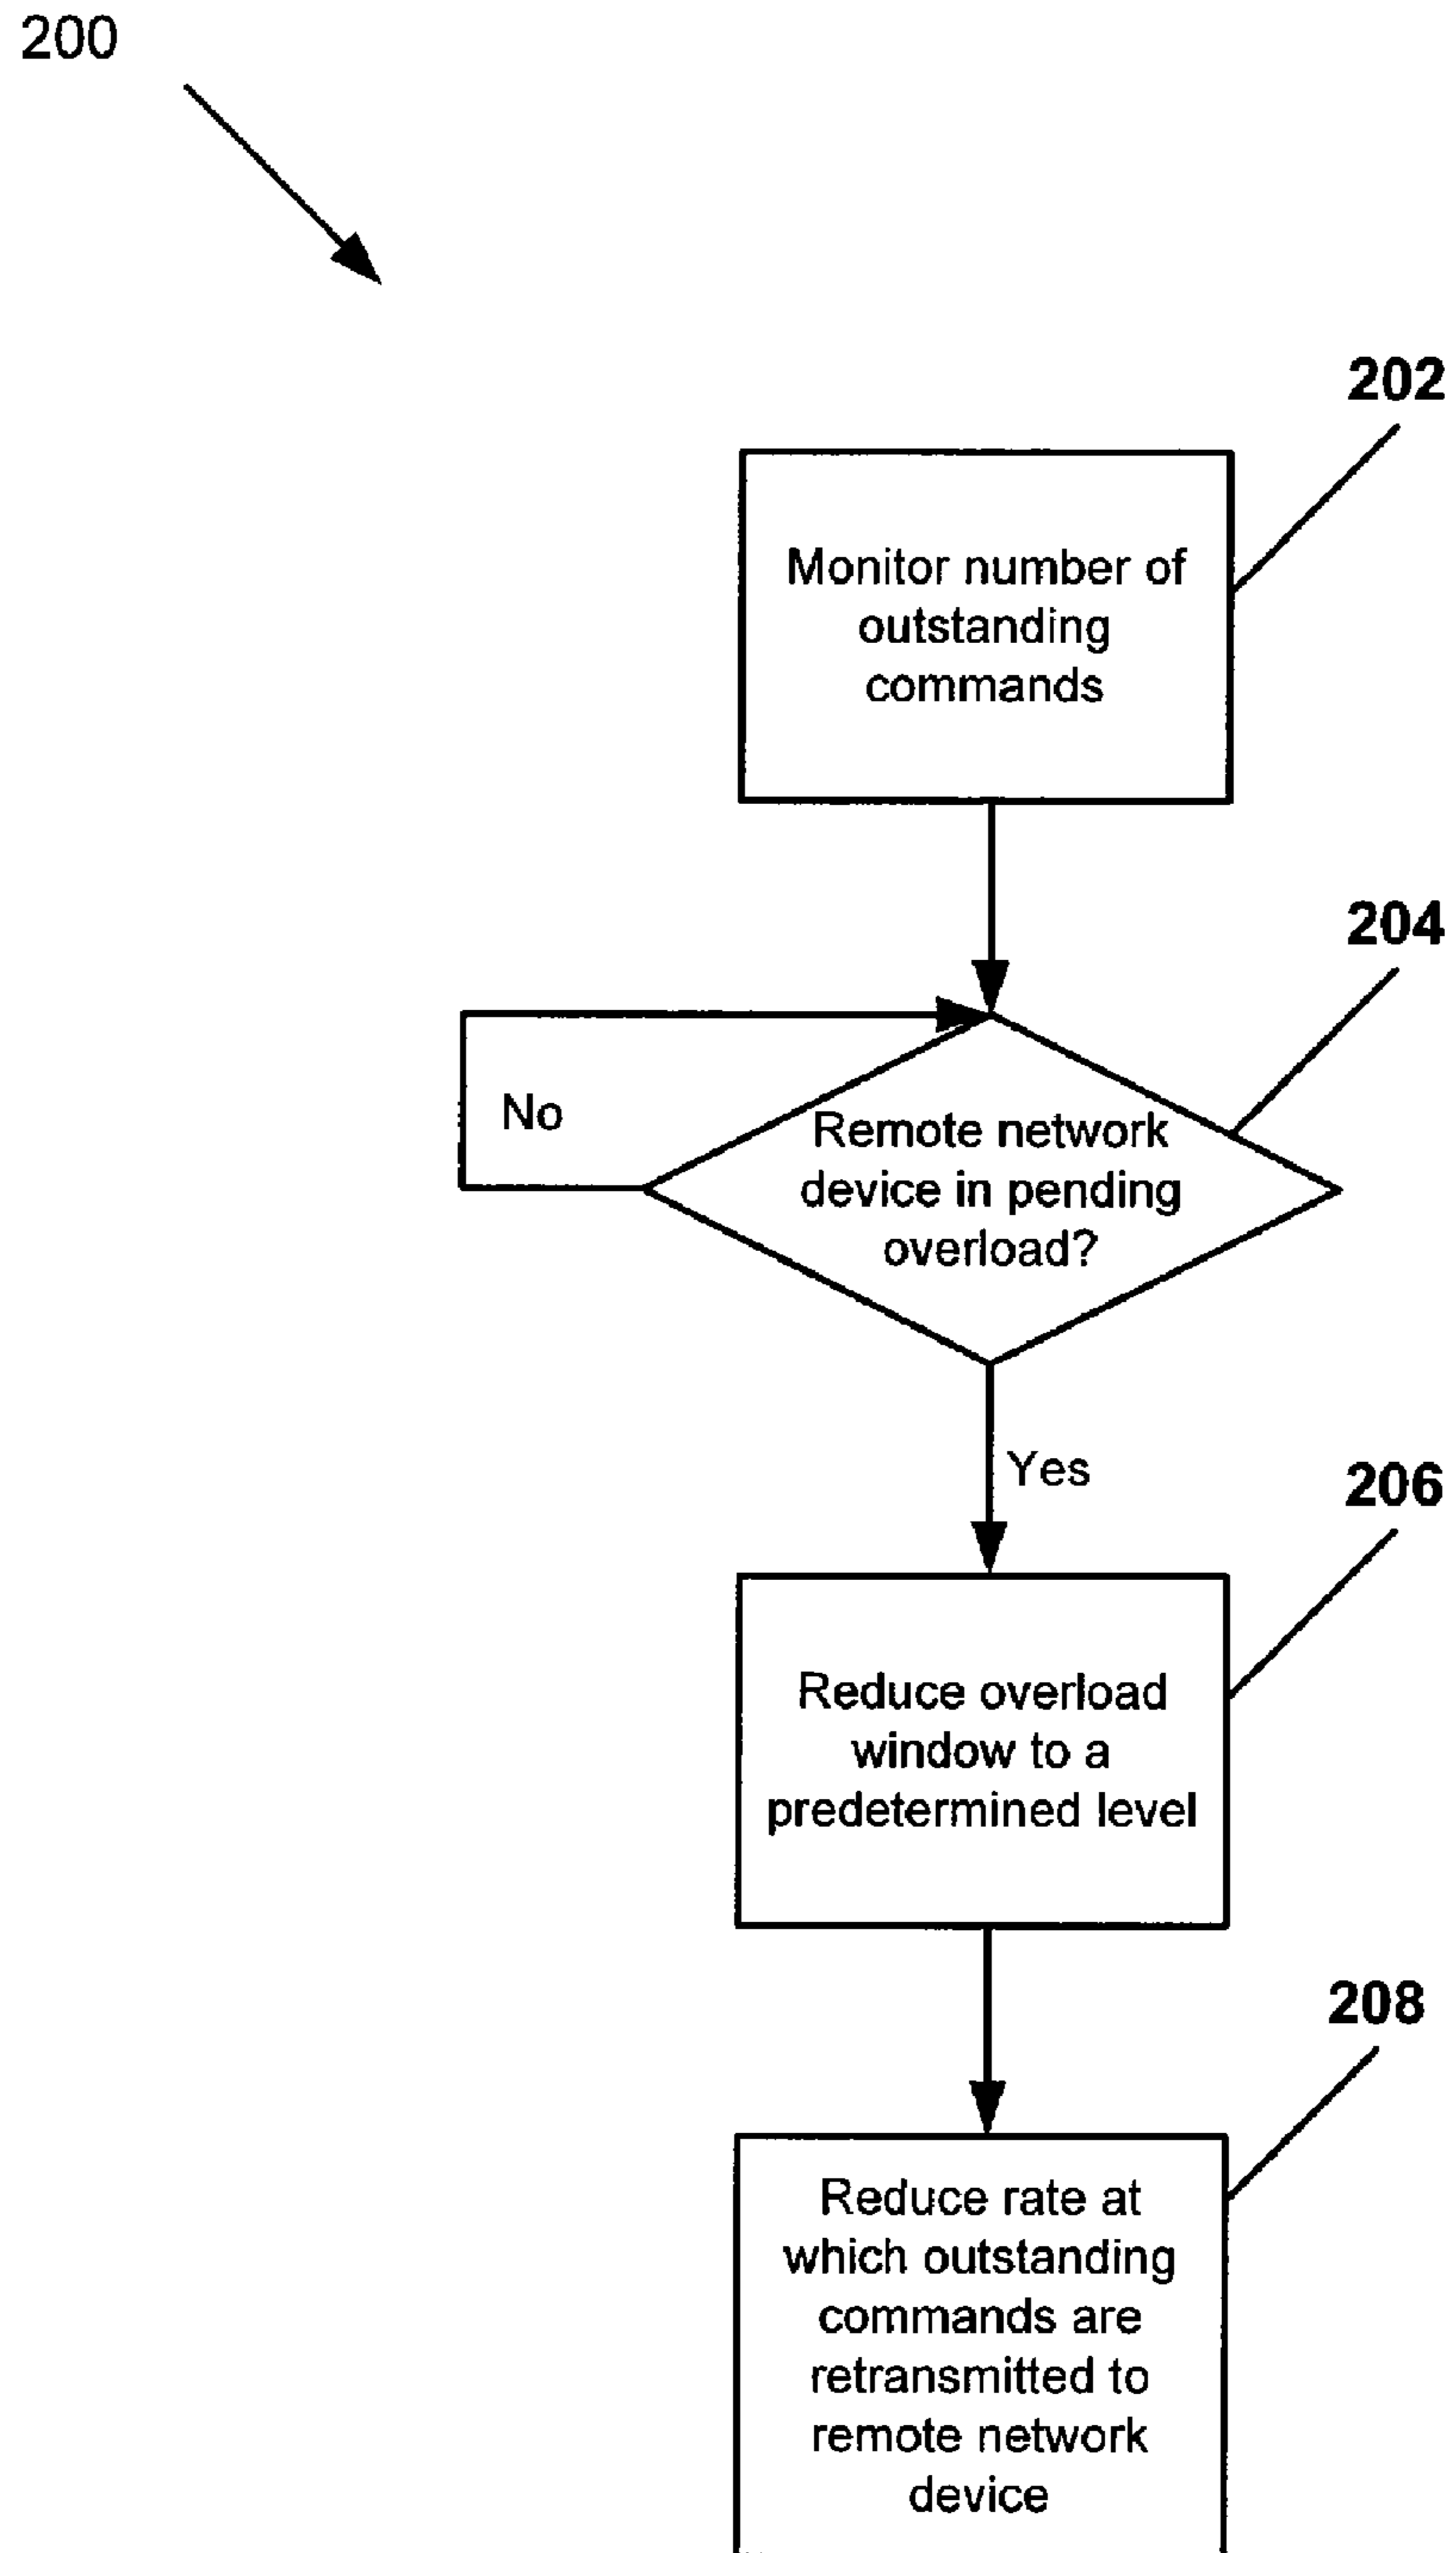 200
202
Monitor number of
outstanding
commands
204
No
Remote network
device in pending
overload?
Yes
206
Reduce overload
window to a
predetermined level
208
Reduce rate at
which outstanding
commands are
retransmitted to
remote network
device